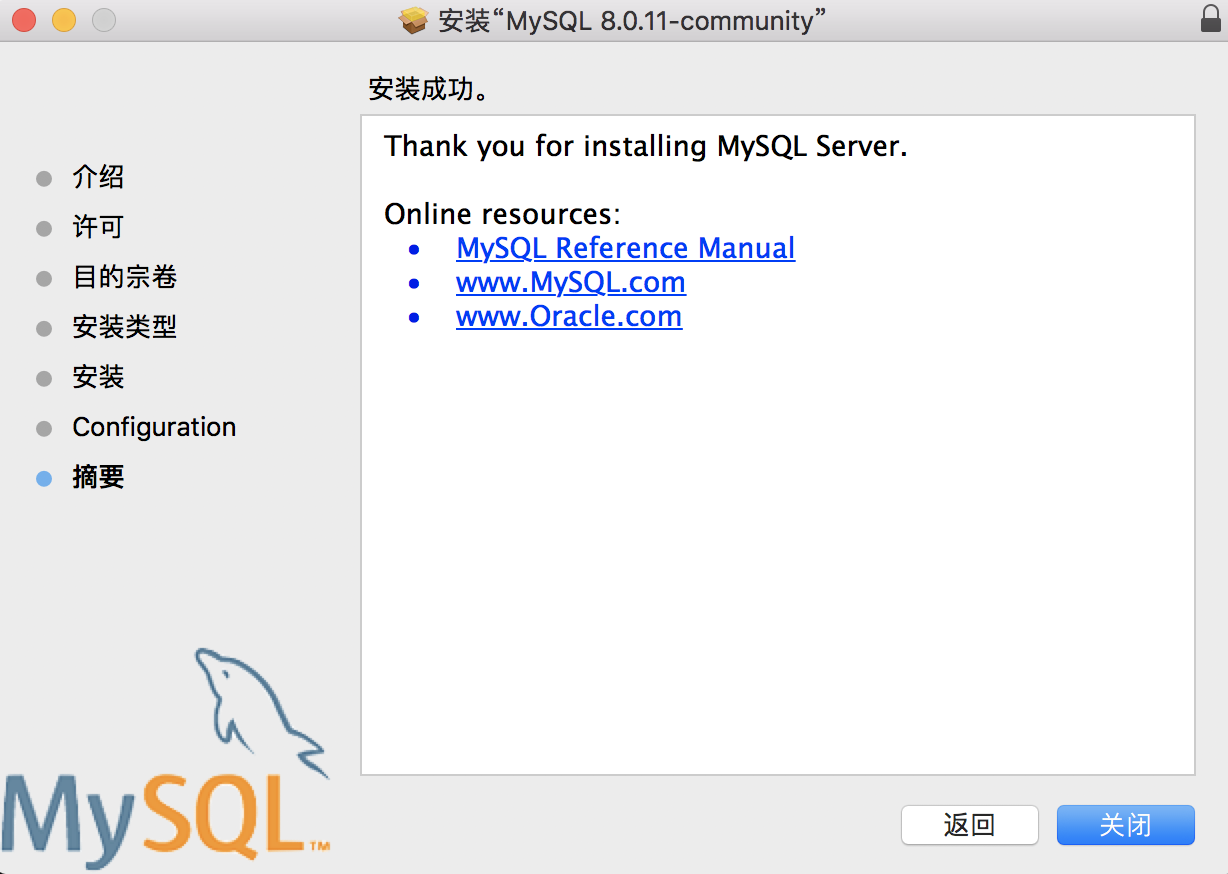 安装“MySQL 8.0.11-community”
安装成功。
介绍
许可
目的宗卷
安装类型
安装
Configuration
摘要
Thank you for installing MySQL Server.
Online resources:
MySQL Reference Manual
www.MySQL.com
www.Oracle.com
MySQL™
返回
关闭